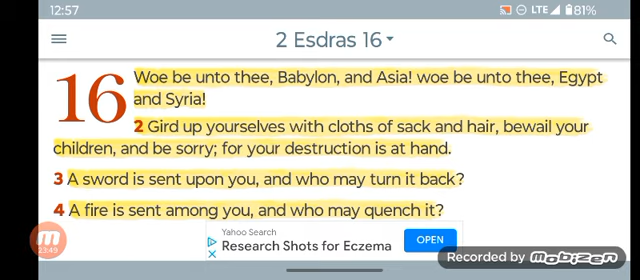 12:57 LTE 81%
2 Esdras 16
16 Woe be unto thee, Babylon, and Asia! woe be unto thee, Egypt
and Syria!
2 Gird up yourselves with cloths of sack and hair, bewail your
children, and be sorry; for your destruction is at hand.
3 A sword is sent upon you, and who may turn it back?
4 A fire is sent among you, and who may quench it?
23:49
Yahoo Search
Research Shots for Eczema
OPEN
Recorded by mobizen